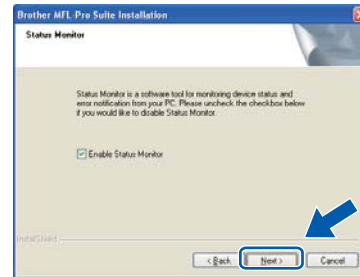 Brother MFL-Pro Suite Installation
Status Monitor
Status Monitor is a software tool for monitoring device status and
error notification from your PC. Please uncheck the checkbox below
if you would like to disable Status Monitor.
Enable Status Monitor
InstallShield
< Back
Next >
Cancel